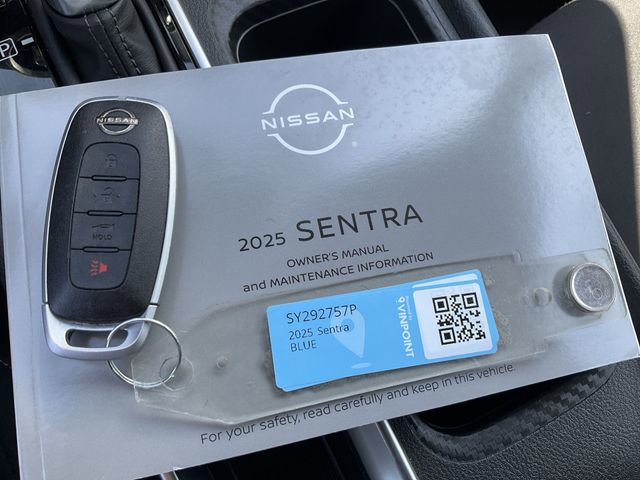 P
NISSAN
NISSAN
HOLD
2025 SENTRA
OWNER'S MANUAL
and MAINTENANCE INFORMATION
SY292757P
2025 Sentra
BLUE
VINPOINT
For your safety, read carefully and keep in this vehicle.